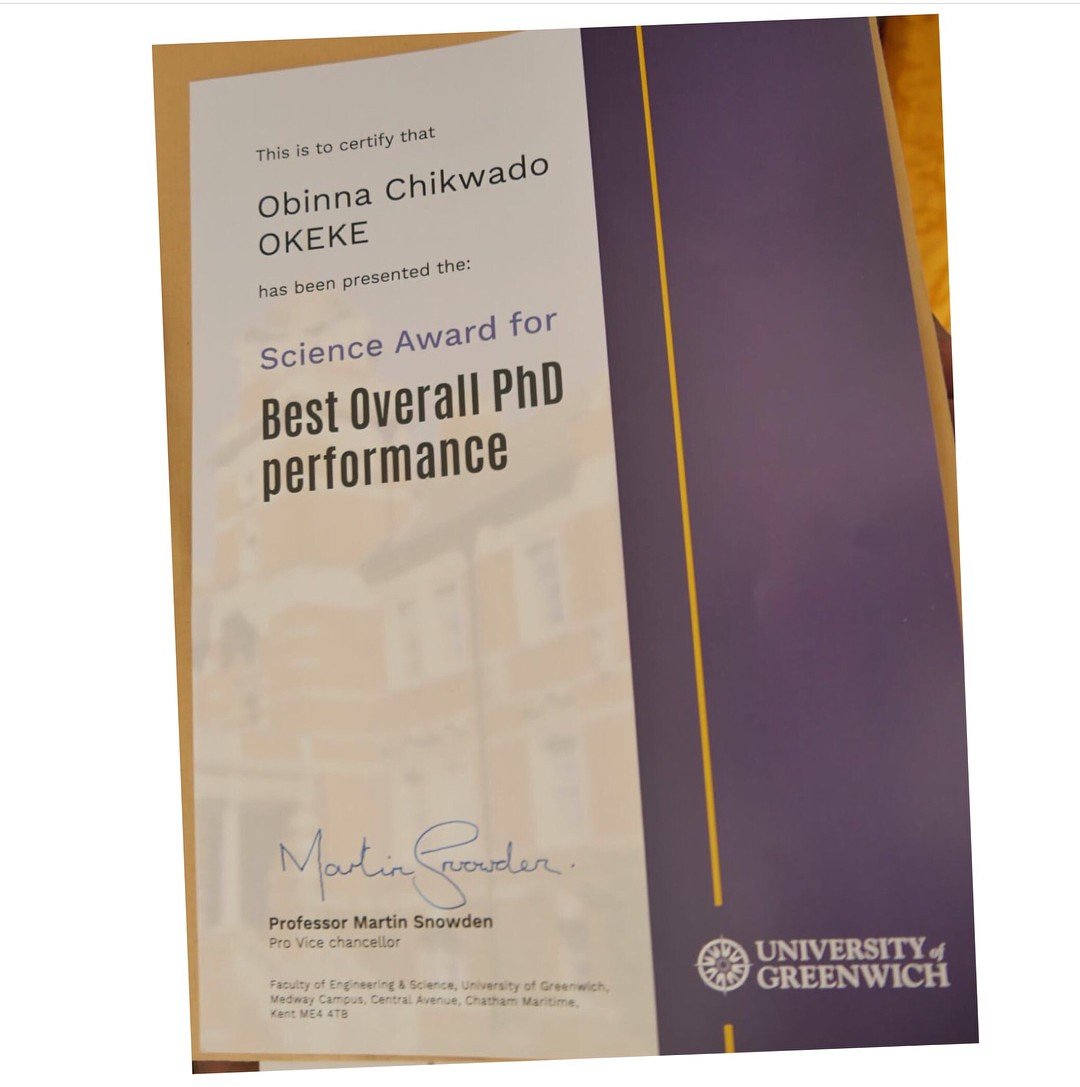 This is to certify that
Obinna Chikwado
OKEKE
has been presented the:
Science Award for
Best Overall PhD
performance
Martin Snowden.
Professor Martin Snowden
Pro Vice chancellor
Faculty of Engineering & Science, University of Greenwich,
Medway Campus, Central Avenue, Chatham Maritime,
Kent ME4 4TB
UNIVERSITY of
GREENWICH